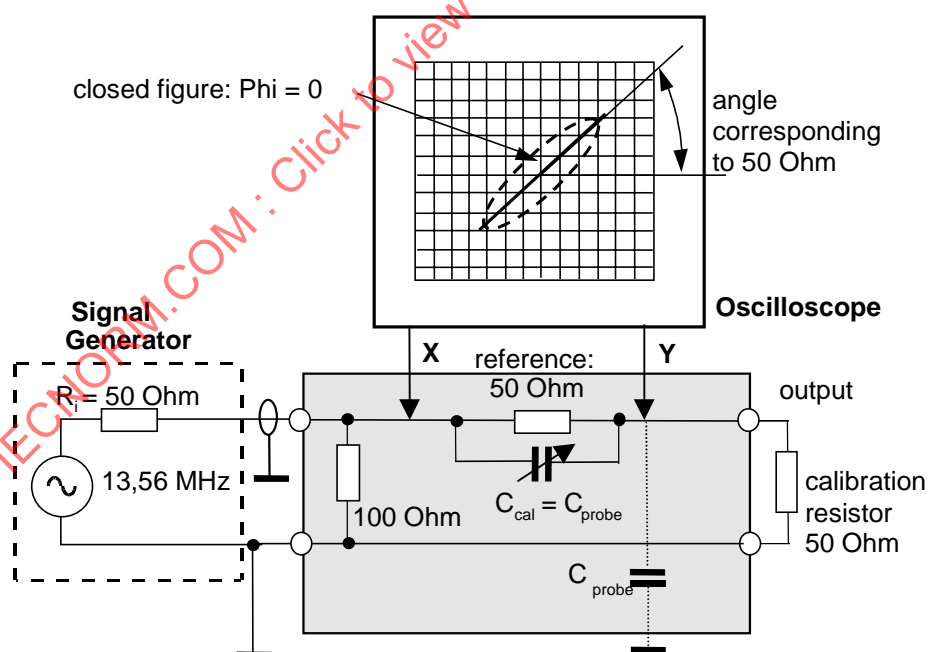 IECNORM.COM : Click to view
closed figure: Phi = 0
angle
corresponding
to 50 Ohm
Signal
Generator
Oscilloscope
X
Y
reference:
50 Ohm
output
Ri = 50 Ohm
13,56 MHz
100 Ohm
Ccal = Cprobe
calibration
resistor
50 Ohm
C probe